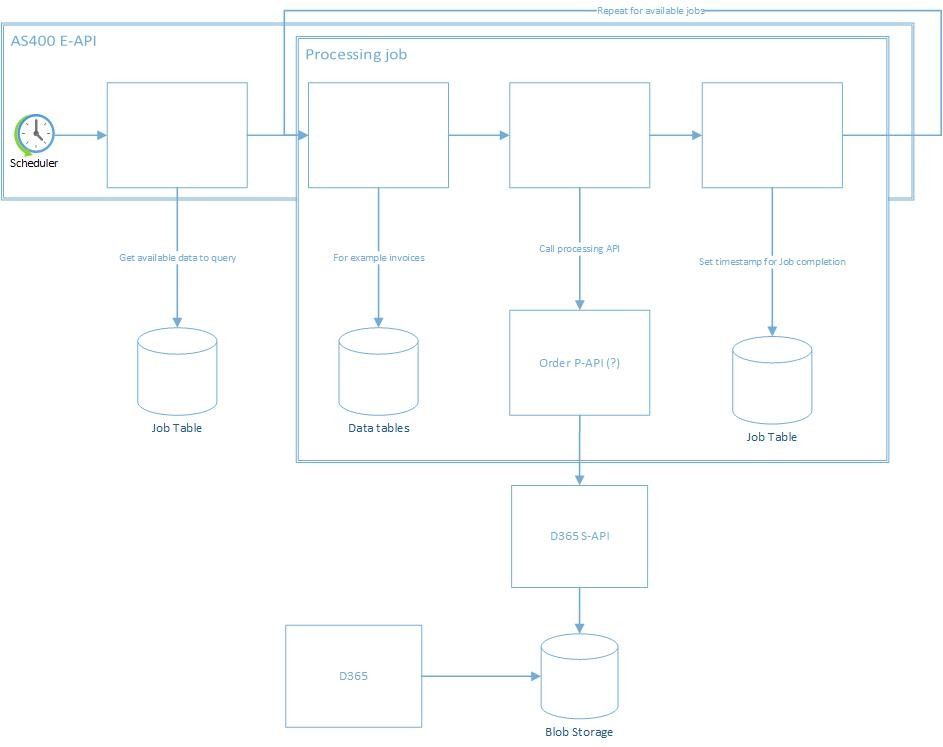 Repeat for available jobs
AS400 E-API
Processing job
Scheduler
Get available data to query
For example invoices
Call processing API
Set timestamp for Job completion
Order P-API (?)
Job Table
Data tables
Job Table
D365 S-API
D365
Blob Storage